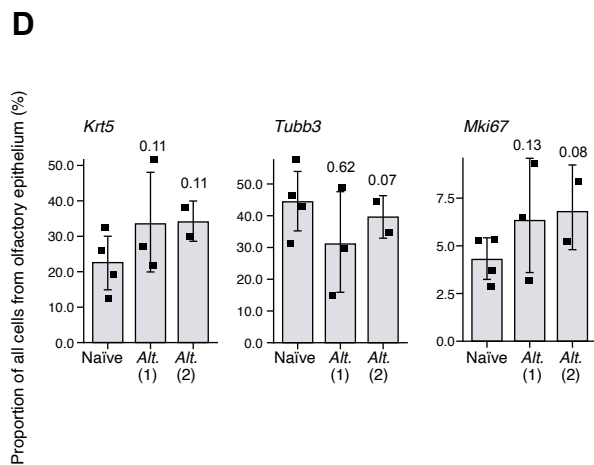 D
Proportion of all cells from olfactory epithelium (%)
Krt5
50.0
40.0
30.0
20.0
10.0
0.0
0.11
0.11
Naïve
Alt.
(1)
Alt.
(2)
Tubb3
50.0
40.0
30.0
20.0
10.0
0.0
0.62
0.07
Naïve
Alt.
(1)
Alt.
(2)
Mki67
7.5
5.0
2.5
0.0
0.13
0.08
Naïve
Alt.
(1)
Alt.
(2)